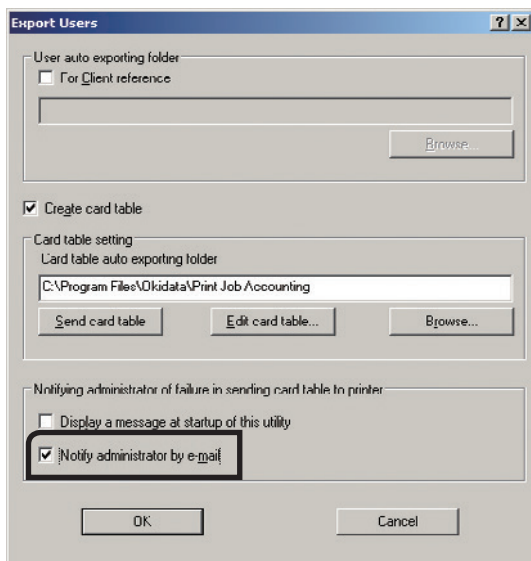 Export Users
User auto exporting folder
For Client reference
Browse...
Create card table
Card table setting
Card table auto exporting folder
C:\Program Files\Okidata\Print Job Accounting
Send card table Edit card table... Browse...
Notifying administrator of failure in sending card table to printer
Display a message at startup of this utility
Notify administrator by e-mail
OK Cancel